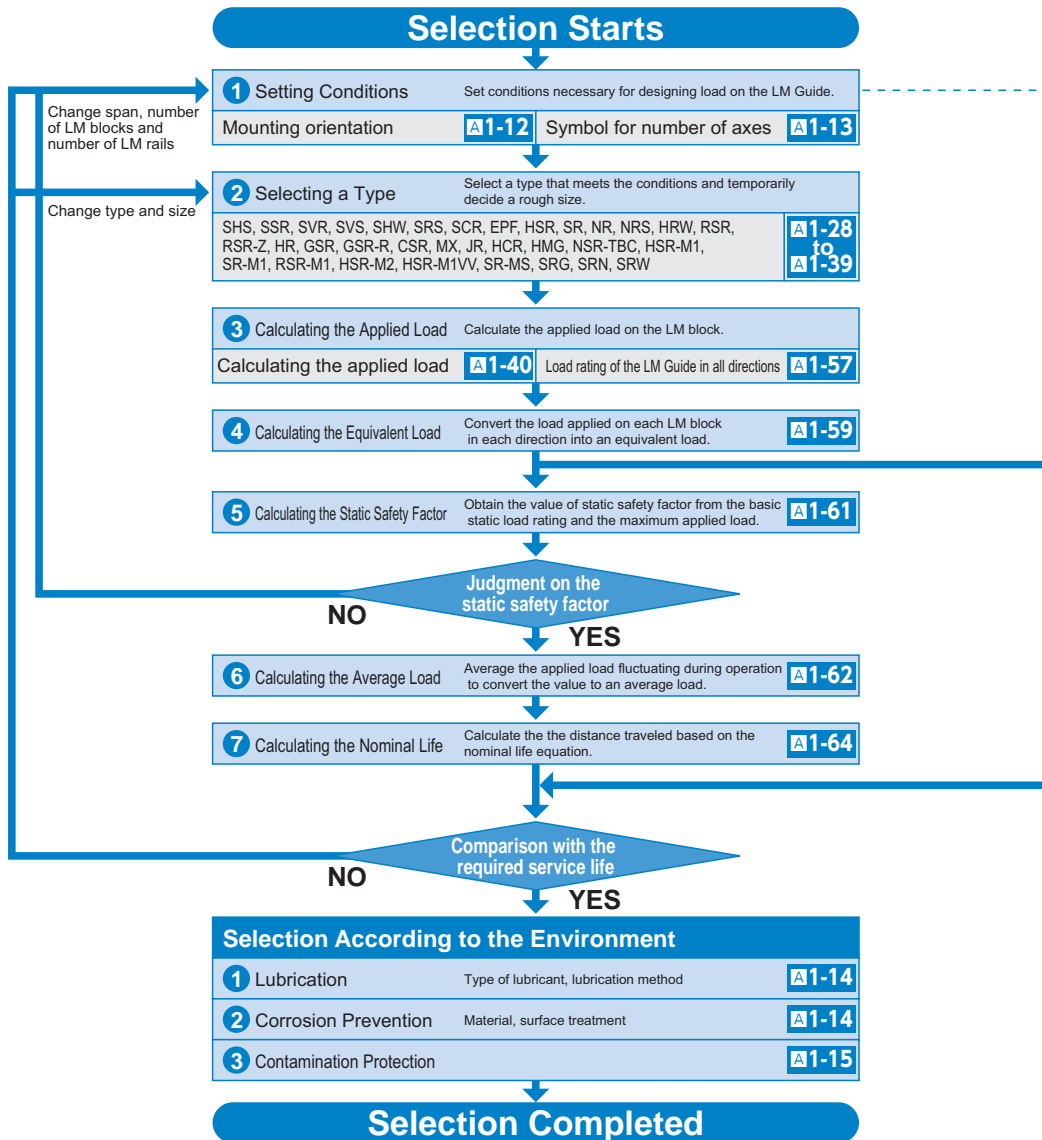 Selection Starts
1 Setting Conditions Set conditions necessary for designing load on the LM Guide.
Mounting orientation A1-12 Symbol for number of axes A1-13
Change span, number
of LM blocks and
number of LM rails
2 Selecting a Type Select a type that meets the conditions and temporarily
decide a rough size.
Change type and size
SHS, SSR, SVR, SVS, SHW, SRS, SCR, EPF, HSR, SR, NR, NRS, HRW, RSR,
RSR-Z, HR, GSR, GSR-R, CSR, MX, JR, HCR, HMG, NSR-TBC, HSR-M1,
SR-M1, RSR-M1, HSR-M2, HSR-M1VV, SR-MS, SRG, SRN, SRW
A1-28
to
A1-39
3 Calculating the Applied Load Calculate the applied load on the LM block.
Calculating the applied load A1-40 Load rating of the LM Guide in all directions A1-57
4 Calculating the Equivalent Load Convert the load applied on each LM block
in each direction into an equivalent load. A1-59
5 Calculating the Static Safety Factor Obtain the value of static safety factor from the basic
static load rating and the maximum applied load. A1-61
Judgment on the
static safety factor
NO
YES
6 Calculating the Average Load Average the applied load fluctuating during operation
to convert the value to an average load. A1-62
7 Calculating the Nominal Life Calculate the the distance traveled based on the
nominal life equation. A1-64
Comparison with the
required service life
NO
YES
Selection According to the Environment
1 Lubrication Type of lubricant, lubrication method A1-14
2 Corrosion Prevention Material, surface treatment A1-14
3 Contamination Protection A1-15
Selection Completed